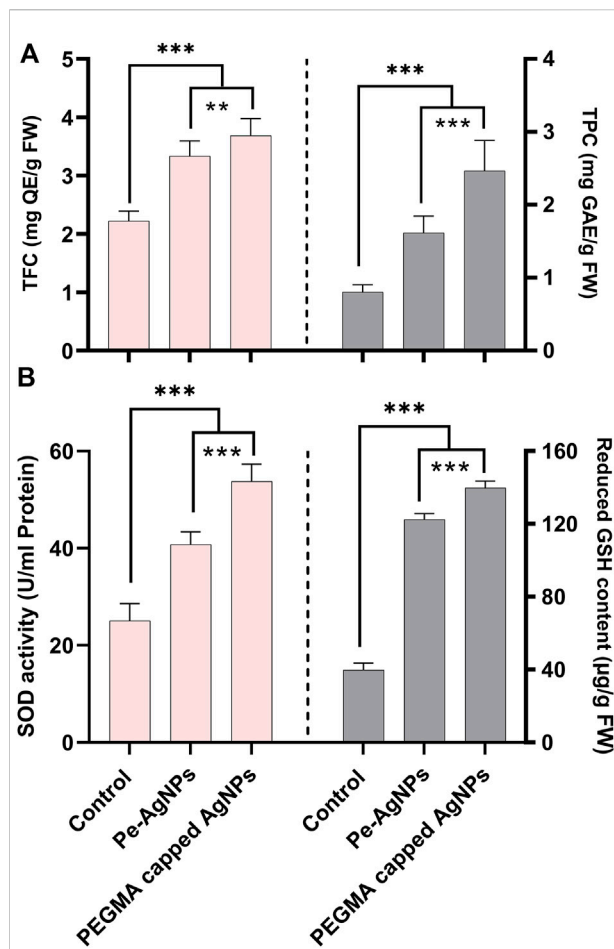 A
TFC (mg QE/g FW)
5
4
3
2
1
0
***
**
***
***
4
3
2
1
0
TPC (mg GAE/g FW)
B
SOD activity (U/ml Protein)
60
40
20
0
***
***
***
***
160
120
80
40
0
Reduced GSH content (µg/g FW)
Control
Pe-AgNPs
PEGMA capped AgNPs
Control
Pe-AgNPs
PEGMA capped AgNPs